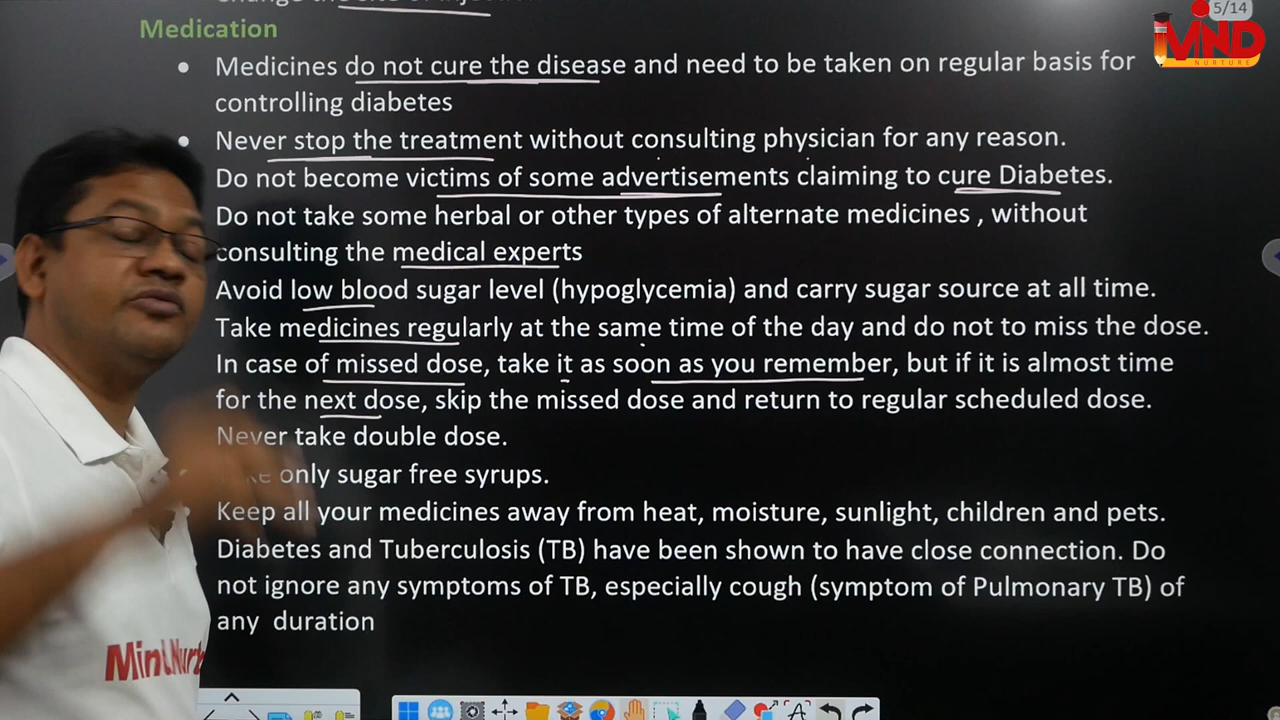 5/14
MIND
NURTURE
Medication
Medicines do not cure the disease and need to be taken on regular basis for
controlling diabetes
Never stop the treatment without consulting physician for any reason.
Do not become victims of some advertisements claiming to cure Diabetes.
Do not take some herbal or other types of alternate medicines , without
consulting the medical experts
Avoid low blood sugar level (hypoglycemia) and carry sugar source at all time.
Take medicines regularly at the same time of the day and do not to miss the dose.
In case of missed dose, take it as soon as you remember, but if it is almost time
for the next dose, skip the missed dose and return to regular scheduled dose.
Never take double dose.
only sugar free syrups.
Keep all your medicines away from heat, moisture, sunlight, children and pets.
Diabetes and Tuberculosis (TB) have been shown to have close connection. Do
not ignore any symptoms of TB, especially cough (symptom of Pulmonary TB) of
any duration